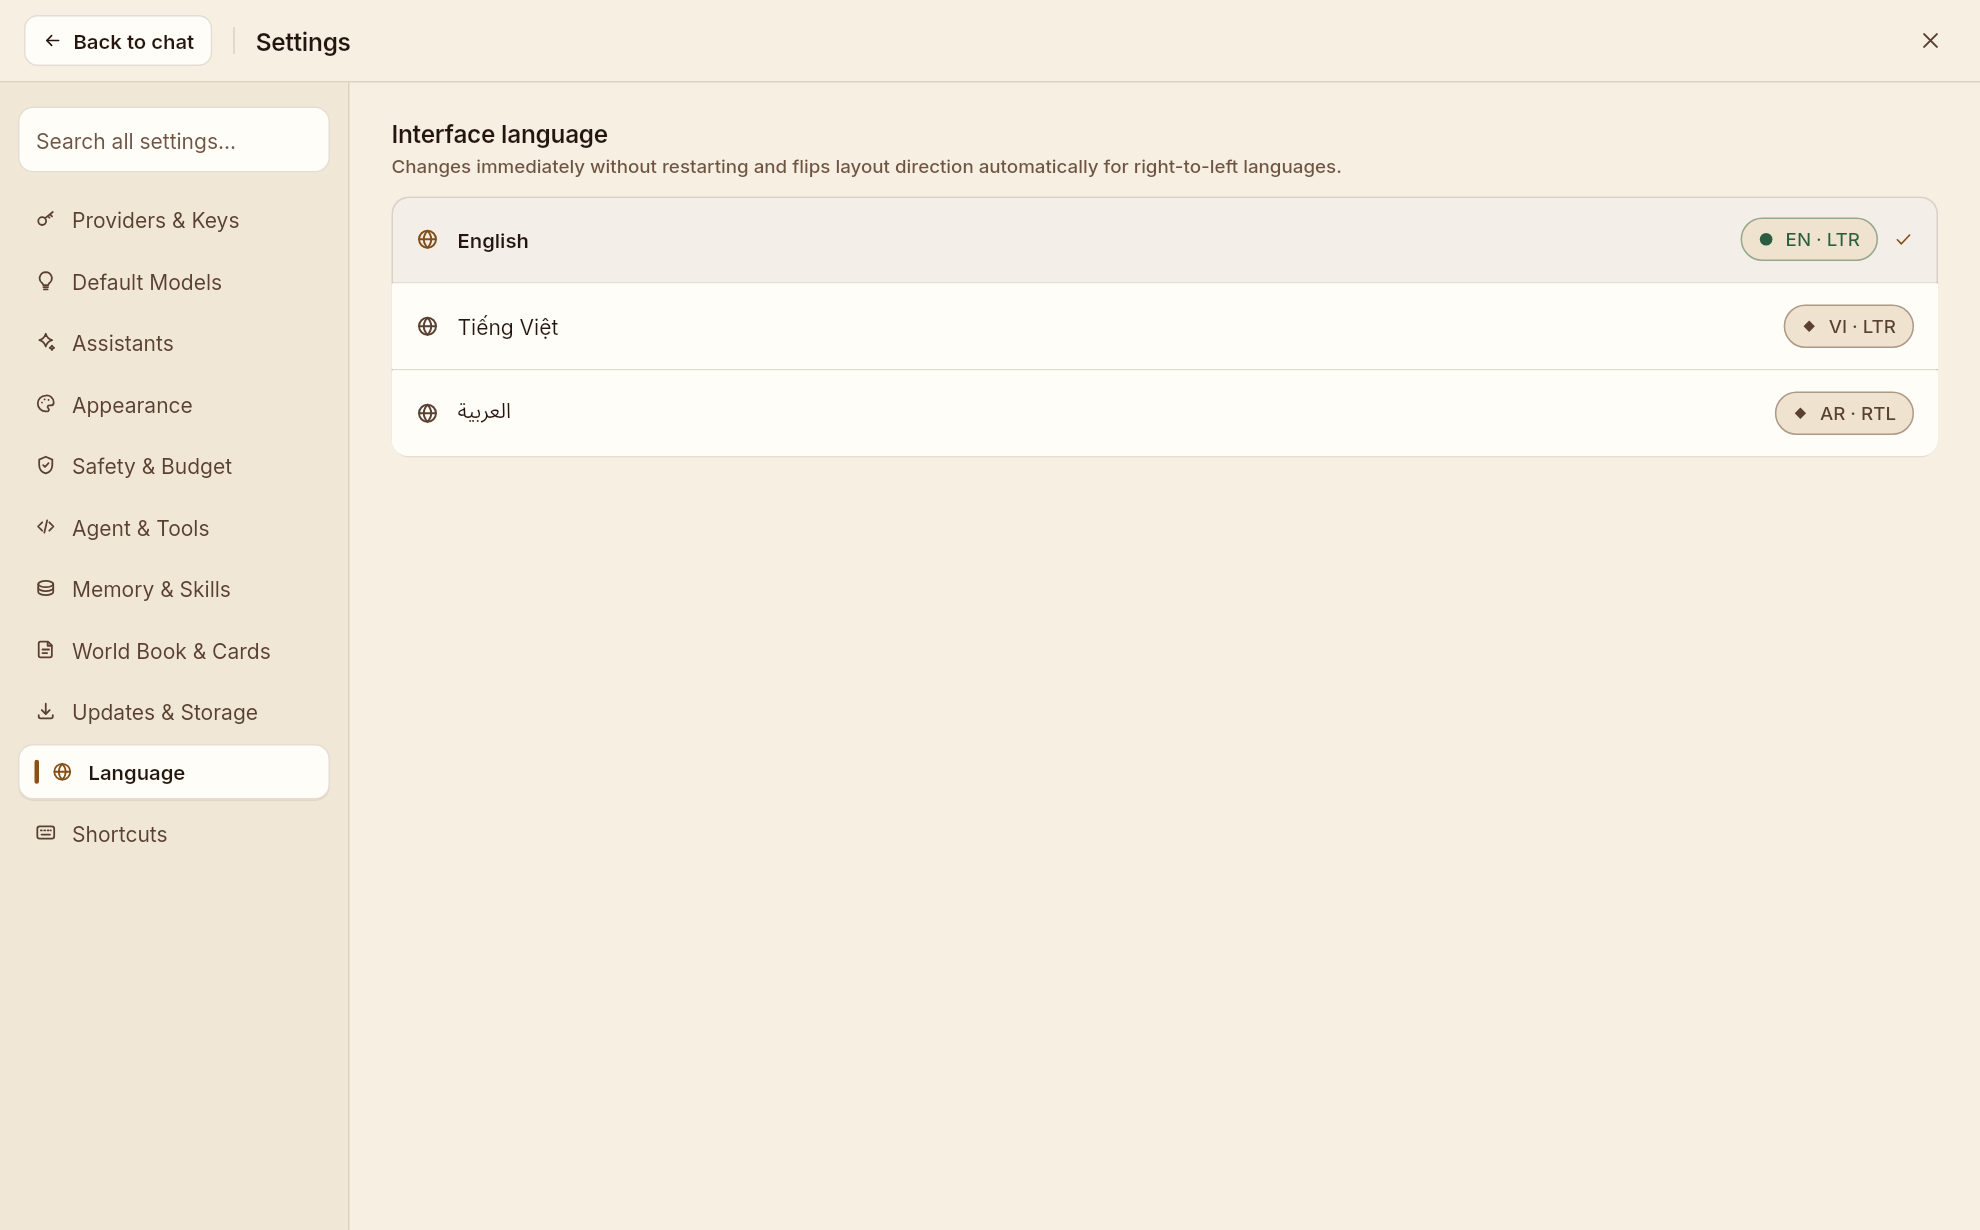 Back to chat
Settings
Search all settings...
Providers & Keys
Default Models
Assistants
Appearance
Safety & Budget
Agent & Tools
Memory & Skills
World Book & Cards
Updates & Storage
Language
Shortcuts
Interface language
Changes immediately without restarting and flips layout direction automatically for right-to-left languages.
English
EN · LTR
Tiếng Việt
VI · LTR
العربية
AR · RTL